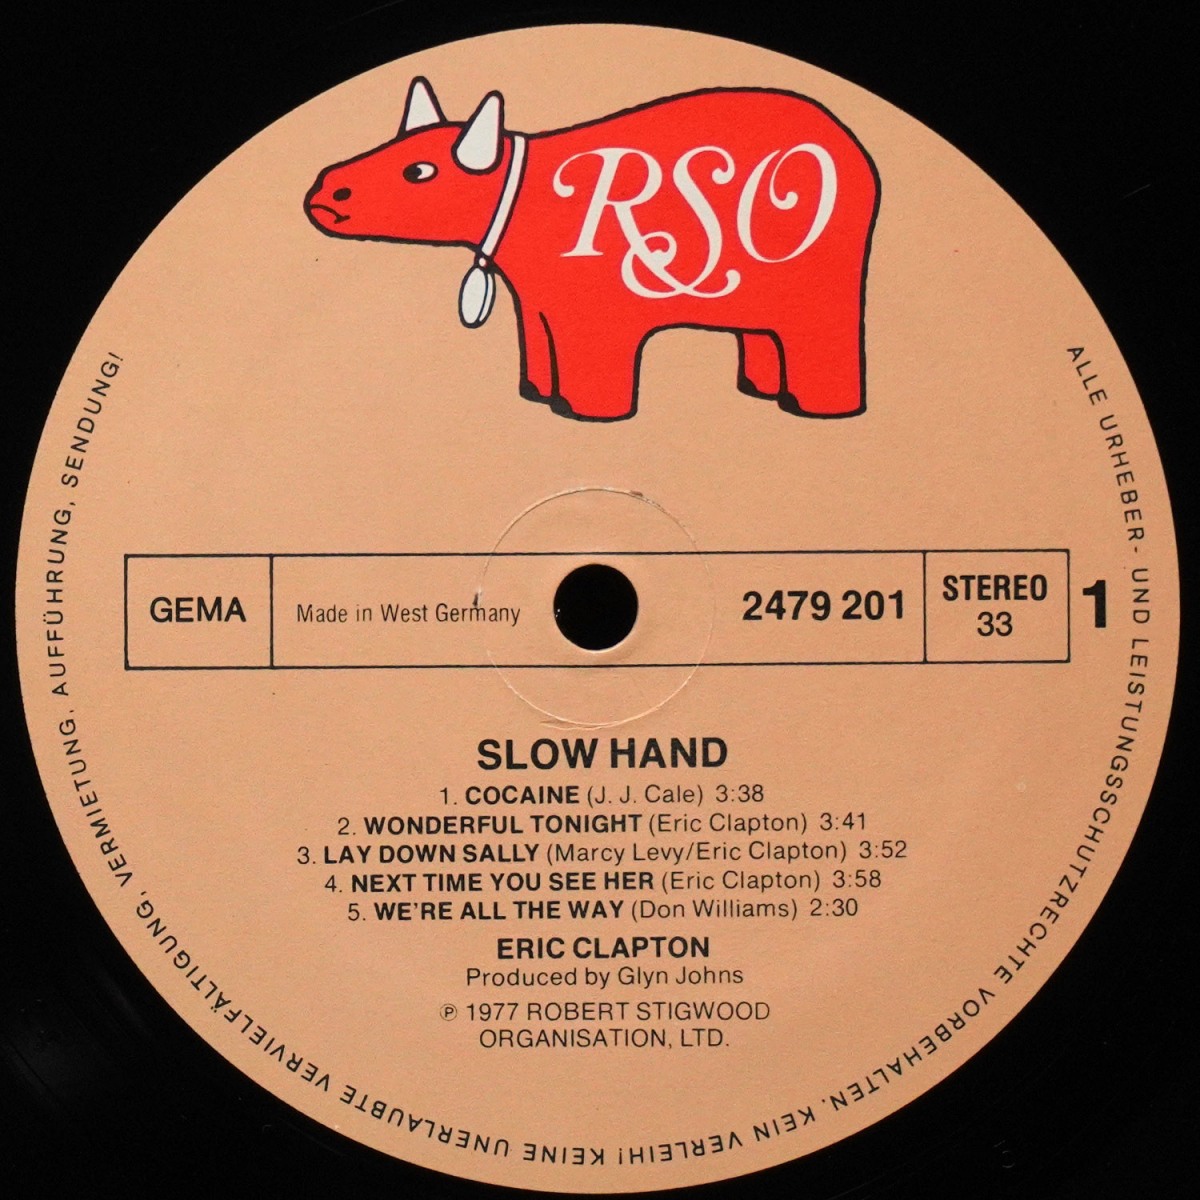 RSO
GEMA
Made in West Germany
2479 201
STEREO
33
1
SLOW HAND
1. COCAINE (J. J. Cale) 3:38
2. WONDERFUL TONIGHT (Eric Clapton) 3:41
3. LAY DOWN SALLY (Marcy Levy/Eric Clapton) 3:52
4. NEXT TIME YOU SEE HER (Eric Clapton) 3:58
5. WE'RE ALL THE WAY (Don Williams) 2:30
ERIC CLAPTON
Produced by Glyn Johns
℗ 1977 ROBERT STIGWOOD
ORGANISATION, LTD.
ALLE URHEBER- UND LEISTUNGSSCHUTZRECHTE VORBEHALTEN. KEIN VERLEIH! KEINE UNERLAUBTE VERVIELFÄLTIGUNG, VERMIETUNG, AUFFÜHRUNG, SENDUNG!